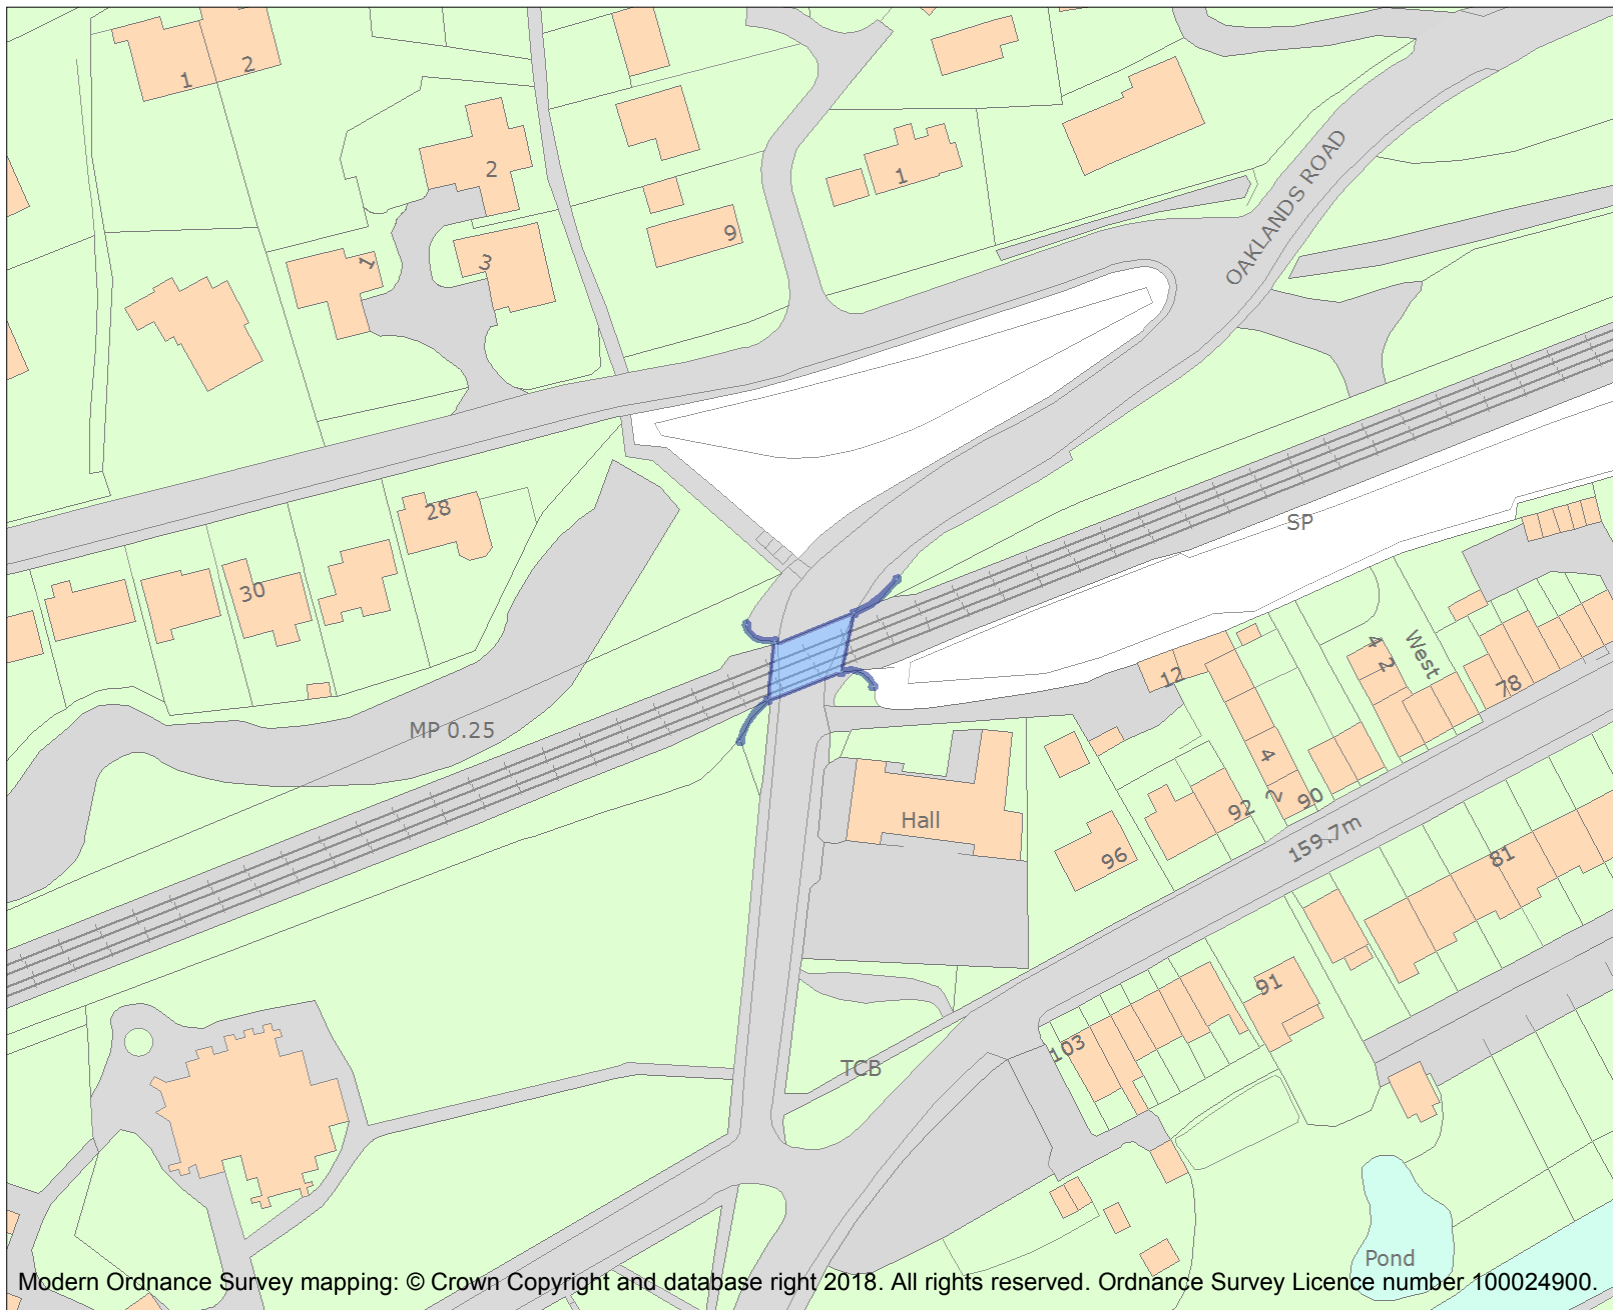 1
2
2
1
OAKLANDS ROAD
9
1
3
28
SP
30
4
2
West
12
78
MP 0.25
4
2
90
92
Hall
159.7m
96
81
91
103
TCB
Pond
Modern Ordnance Survey mapping: © Crown Copyright and database right 2018. All rights reserved. Ordnance Survey Licence number 100024900.